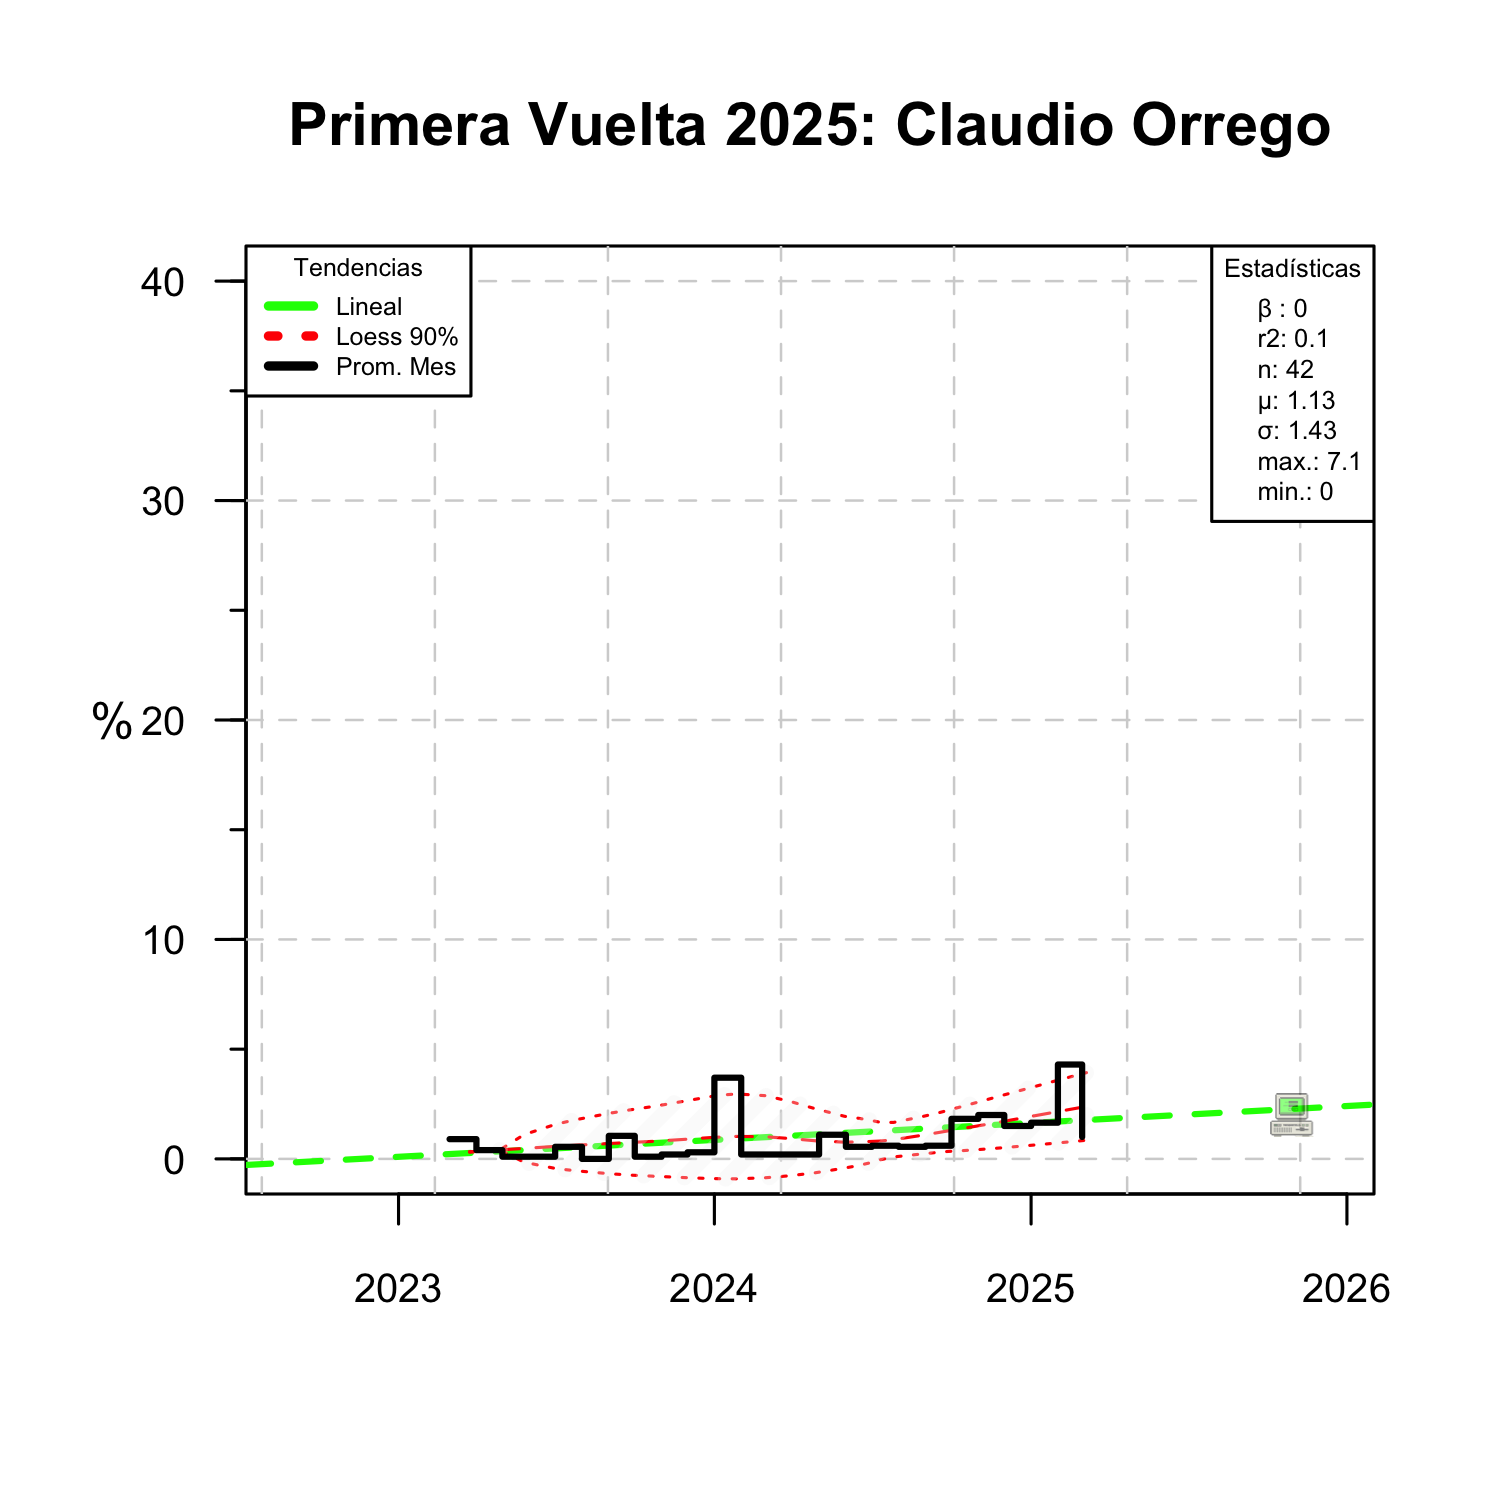 Primera Vuelta 2025: Claudio Orrego
Tendencias
Lineal
Loess 90%
Prom. Mes
Estadísticas
β : 0
r2: 0.1
n: 42
μ: 1.13
σ: 1.43
max.: 7.1
min.: 0
40
30
% 20
10
0
2023 2024 2025 2026